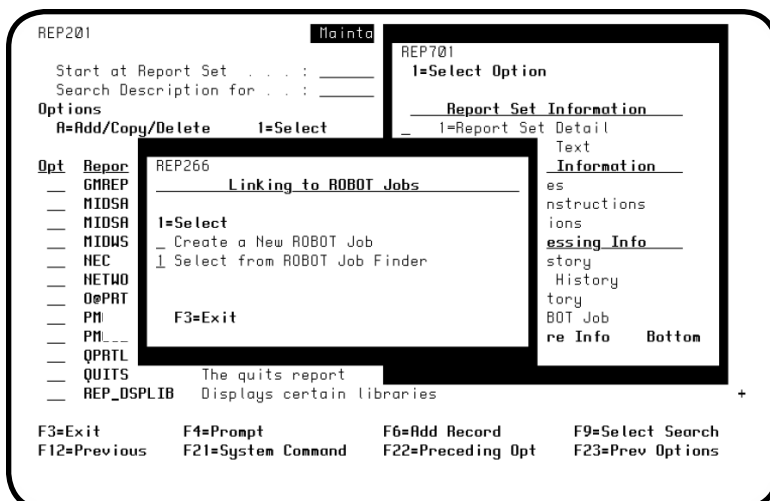 REP201 Mainta
REP701
Start at Report Set . . . :
1=Select Option
Search Description for . . :
Options
Report Set Information
A=Add/Copy/Delete 1=Select
1=Report Set Detail
Text
Opt Repor
Information
GMREP
es
MIDSA
nstructions
MIDSA
ions
MIDWS
essing Info
NEC
story
NETWO
History
O@PRT
tory
PM
BOT Job
PM
re Info Bottom
QPRTL
QUITS The quits report
REP_DSPLIB Displays certain libraries +
REP266
Linking to ROBOT Jobs
1=Select
_ Create a New ROBOT Job
1 Select from ROBOT Job Finder
F3=Exit
F3=Exit F4=Prompt F6=Add Record F9=Select Search
F12=Previous F21=System Command F22=Preceding Opt F23=Prev Options